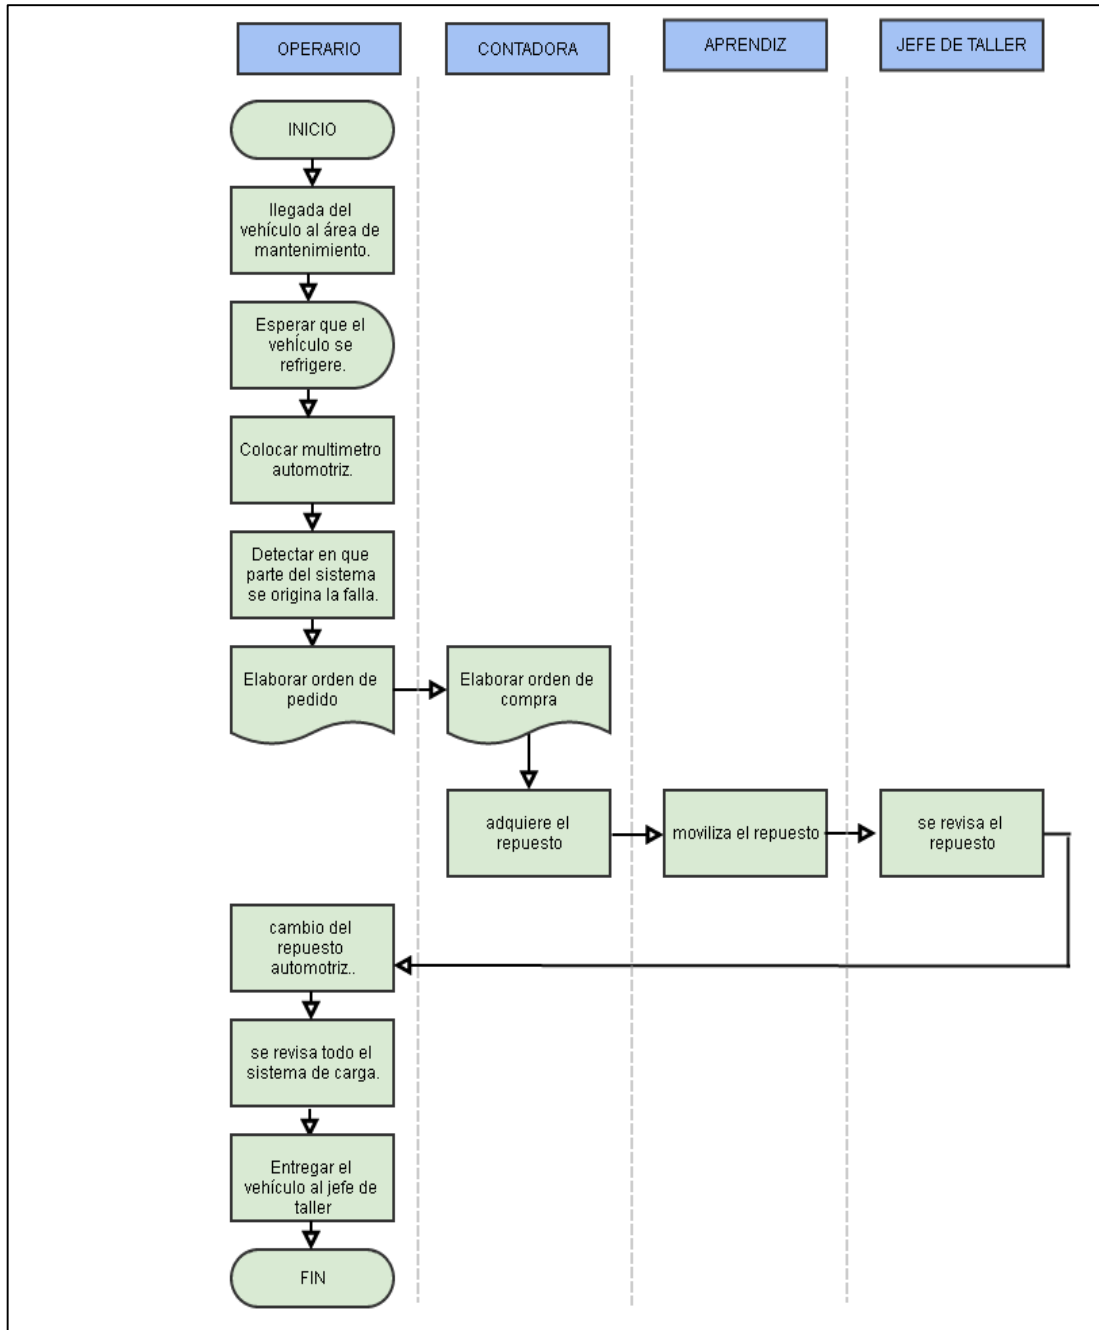 OPERARIO
CONTADORA
APRENDIZ
JEFE DE TALLER
INICIO
llegada del
vehículo al área de
mantenimiento.
Esperar que el
vehÍculo se
refrigere.
Colocar multimetro
automotriz.
Detectar en que
parte del sistema
se origina la falla.
Elaborar orden de
pedido
Elaborar orden de
compra
adquiere el
repuesto
moviliza el repuesto
se revisa el
repuesto
cambio del
repuesto
automotriz..
se revisa todo el
sistema de carga.
Entregar el
vehículo al jefe de
taller
FIN